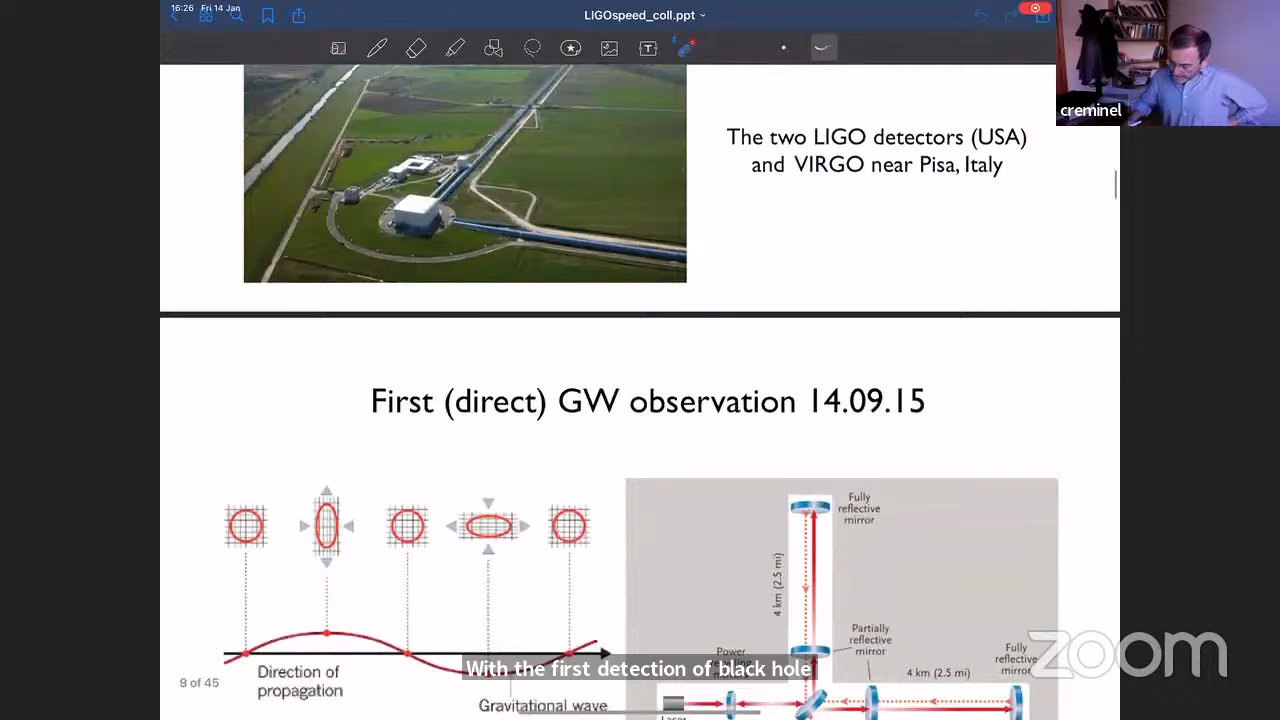 16:26 Fri 14 Jan
LIGOspeed_coll.ppt
creminel
The two LIGO detectors (USA)
and VIRGO near Pisa, Italy
First (direct) GW observation 14.09.15
Fully
reflective
mirror
4 km (2.5 mi)
Partially
reflective
mirror
Power
Fully
reflective
mirror
4 km (2.5 mi)
Direction of
propagation
Gravitational wave
Laser
9 of 45
With the first detection of black hole
zoom